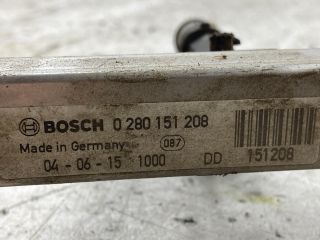 BOSCH 0 280 151 208
Made in Germany 087
04-06-15 1000 DD 151208